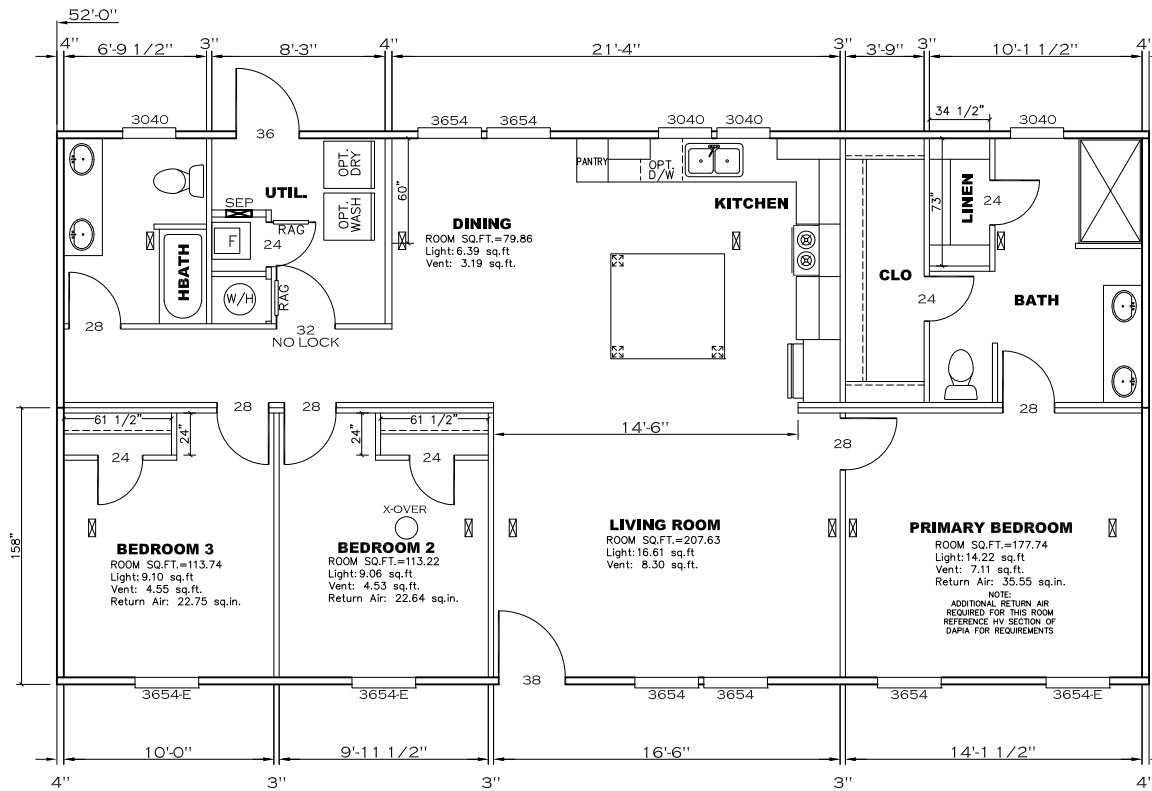 52'-0"
4" 6'-9 1/2" 3" 8'-3" 4" 21'-4" 3" 3'-9" 3" 10'-1 1/2" 4"
3040 36 3654 3654 3040 3040 34 1/2" 3040
OPT. DRY
OPT. WASH
60"
PANTRY
OPT. D/W
UTIL.
SEP
RAG
F
24
DINING
ROOM SQ.FT.=79.86
Light: 6.39 sq.ft
Vent: 3.19 sq.ft.
KITCHEN
73"
LINEN
24
HBATH
W/H
RAG
CLO
24
BATH
28
32
NO LOCK
28 28
14'-6"
28
28
61 1/2"
24"
24
24"
61 1/2"
24
X-OVER
158"
BEDROOM 3
ROOM SQ.FT.=113.74
Light: 9.10 sq.ft
Vent: 4.55 sq.ft.
Return Air: 22.75 sq.in.
BEDROOM 2
ROOM SQ.FT.=113.22
Light: 9.06 sq.ft
Vent: 4.53 sq.ft.
Return Air: 22.64 sq.in.
LIVING ROOM
ROOM SQ.FT.=207.63
Light: 16.61 sq.ft
Vent: 8.30 sq.ft.
PRIMARY BEDROOM
ROOM SQ.FT.=177.74
Light: 14.22 sq.ft
Vent: 7.11 sq.ft.
Return Air: 35.55 sq.in.
NOTE:
ADDITIONAL RETURN AIR
REQUIRED FOR THIS ROOM
REFERENCE HV SECTION OF
DAPIA FOR REQUIREMENTS
3654-E 3654-E 38 3654 3654 3654 3654-E
10'-0" 9'-11 1/2" 16'-6" 14'-1 1/2"
4" 3" 3" 3" 4"